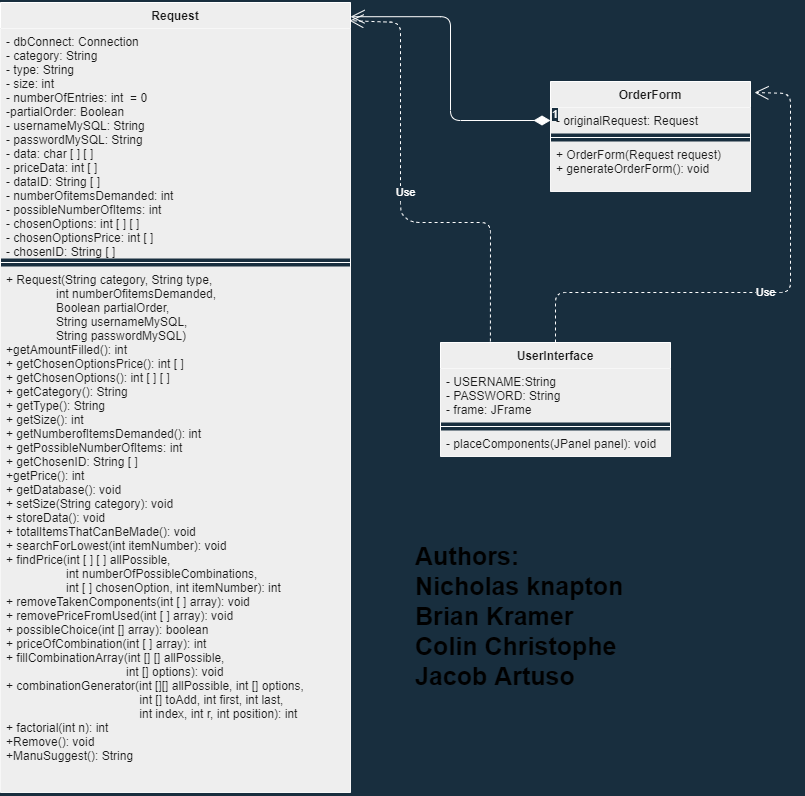 Request
- dbConnect: Connection
- category: String
- type: String
- size: int
- numberOfEntries: int = 0
-partialOrder: Boolean
- usernameMySQL: String
- passwordMySQL: String
- data: char [ ] [ ]
- priceData: int [ ]
- dataID: String [ ]
- numberOfitemsDemanded: int
- possibleNumberOfItems: int
- chosenOptions: int [ ] [ ]
- chosenOptionsPrice: int [ ]
- chosenID: String [ ]
+ Request(String category, String type,
int numberOfitemsDemanded,
Boolean partialOrder,
String usernameMySQL,
String passwordMySQL)
+getAmountFilled(): int
+ getChosenOptionsPrice(): int [ ]
+ getChosenOptions(): int [ ] [ ]
+ getCategory(): String
+ getType(): String
+ getSize(): int
+ getNumberofItemsDemanded(): int
+ getPossibleNumberOfItems: int
+ getChosenID: String [ ]
+getPrice(): int
+ getDatabase(): void
+ setSize(String category): void
+ storeData(): void
+ totalItemsThatCanBeMade(): void
+ searchForLowest(int itemNumber): void
+ findPrice(int [ ] [ ] allPossible,
int numberOfPossibleCombinations,
int [ ] chosenOption, int itemNumber): int
+ removeTakenComponents(int [ ] array): void
+ removePriceFromUsed(int [ ] array): void
+ possibleChoice(int [] array): boolean
+ priceOfCombination(int [ ] array): int
+ fillCombinationArray(int [] [] allPossible,
int [] options): void
+ combinationGenerator(int [][] allPossible, int [] options,
int [] toAdd, int first, int last,
int index, int r, int position): int
+ factorial(int n): int
+Remove(): void
+ManuSuggest(): String
OrderForm
1
originalRequest: Request
+ OrderForm(Request request)
+ generateOrderForm(): void
Use
Use
UserInterface
- USERNAME:String
- PASSWORD: String
- frame: JFrame
- placeComponents(JPanel panel): void
Authors:
Nicholas knapton
Brian Kramer
Colin Christophe
Jacob Artuso